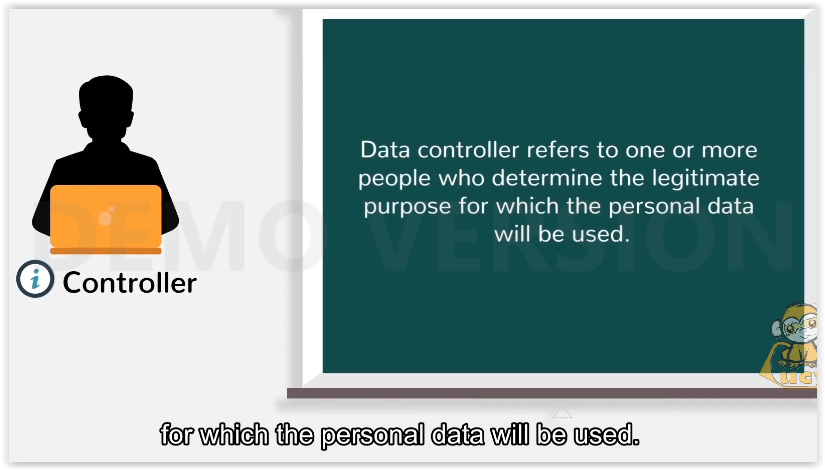 Data controller refers to one or more
people who determine the legitimate
purpose for which the personal data
will be used.
DEMO VERSION
i Controller
LUCY
for which the personal data will be used.